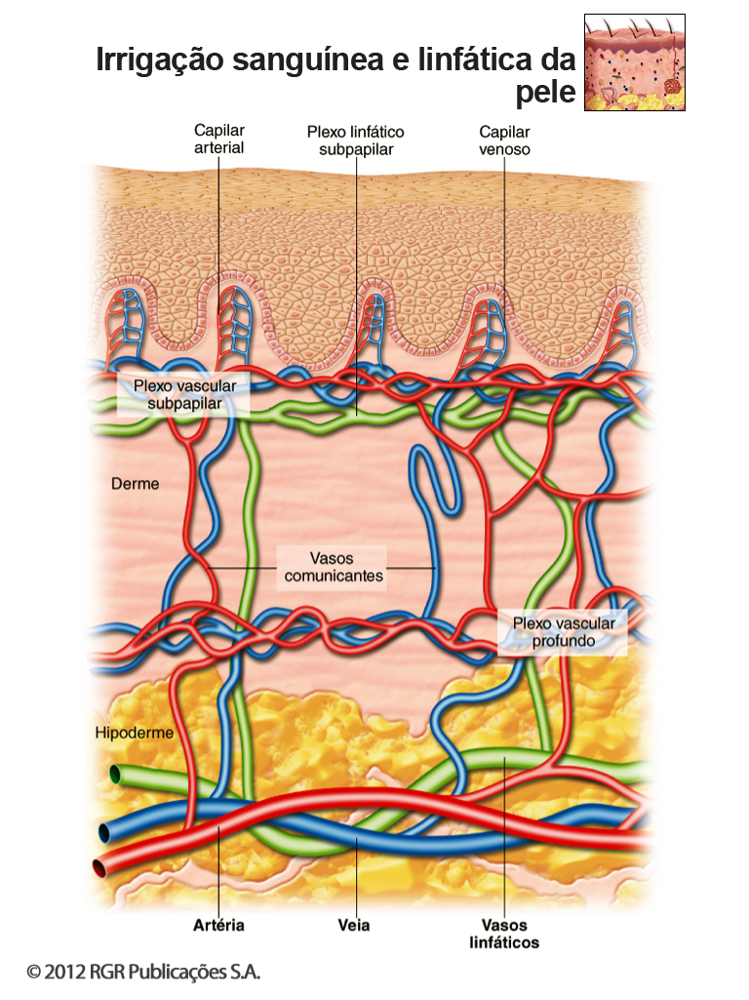 Irrigação sanguínea e linfática da
pele
Capilar
arterial
Plexo linfático
subpapilar
Capilar
venoso
Plexo vascular
subpapilar
Derme
Vasos
comunicantes
Plexo vascular
profundo
Hipoderme
Artéria
Veia
Vasos
linfáticos
© 2012 RGR Publicações S.A.